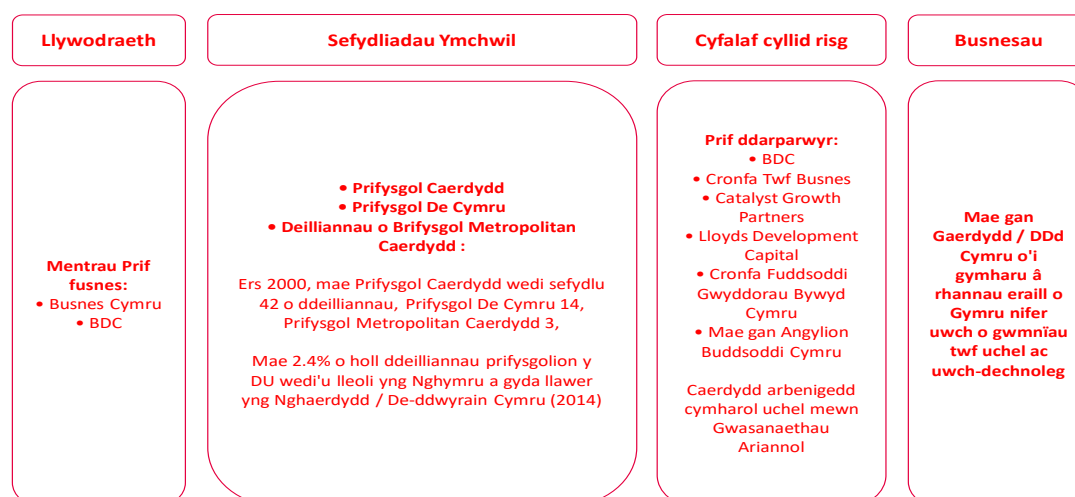 Llywodraeth
Sefydliadau Ymchwil
Cyfalaf cyllid risg
Busnesau
Mentrau Prif
fusnes:
• Busnes Cymru
• BDC
• Prifysgol Caerdydd
• Prifysgol De Cymru
• Deilliannau o Brifysgol Metropolitan
Caerdydd :
Ers 2000, mae Prifysgol Caerdydd wedi sefydlu
42 o ddeilliannau, Prifysgol De Cymru 14,
Prifysgol Metropolitan Caerdydd 3,
Mae 2.4% o holl ddeilliannau prifysgolion y
DU wedi'u lleoli yng Nghymru a gyda llawer
yng Nghaerdydd / De-ddwyrain Cymru (2014)
Prif ddarparwyr:
• BDC
• Cronfa Twf Busnes
• Catalyst Growth
Partners
• Lloyds Development
Capital
• Cronfa Fuddsoddi
Gwyddorau Bywyd
Cymru
• Mae gan Angylion
Buddsoddi Cymru
Caerdydd arbenigedd
cymharol uchel mewn
Gwasanaethau
Ariannol
Mae gan
Gaerdydd / DDd
Cymru o'i
gymharu â
rhannau eraill o
Gymru nifer
uwch o gwmnïau
twf uchel ac
uwch-dechnoleg